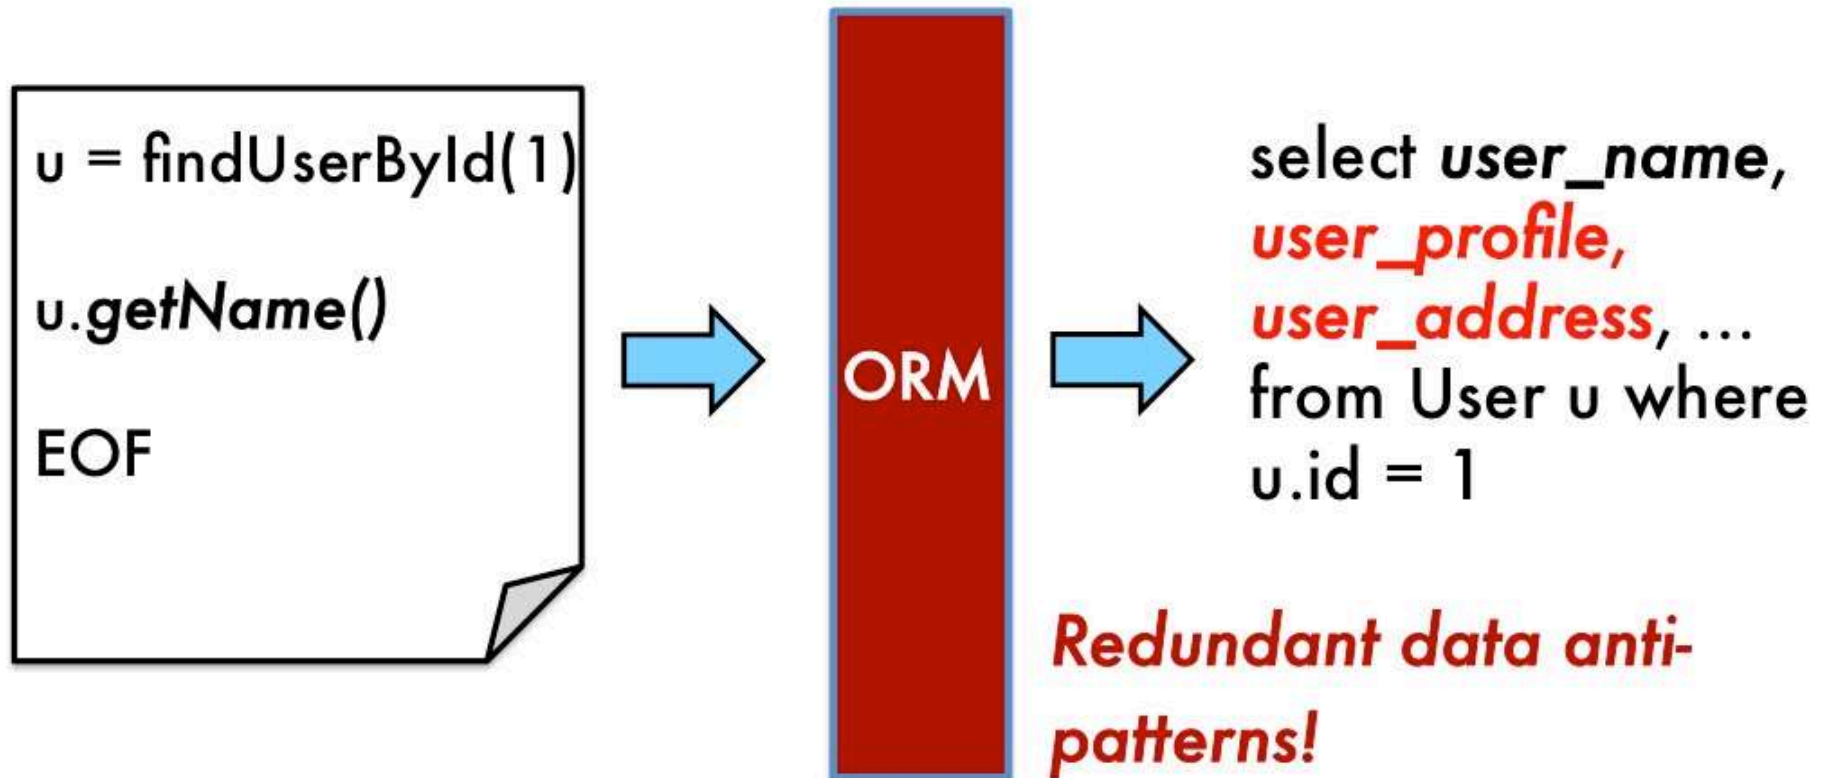 u = findUserById(1)
u.getName()
EOF
ORM
select user_name,
user_profile,
user_address, ...
from User u where
u.id = 1
Redundant data anti-
patterns!